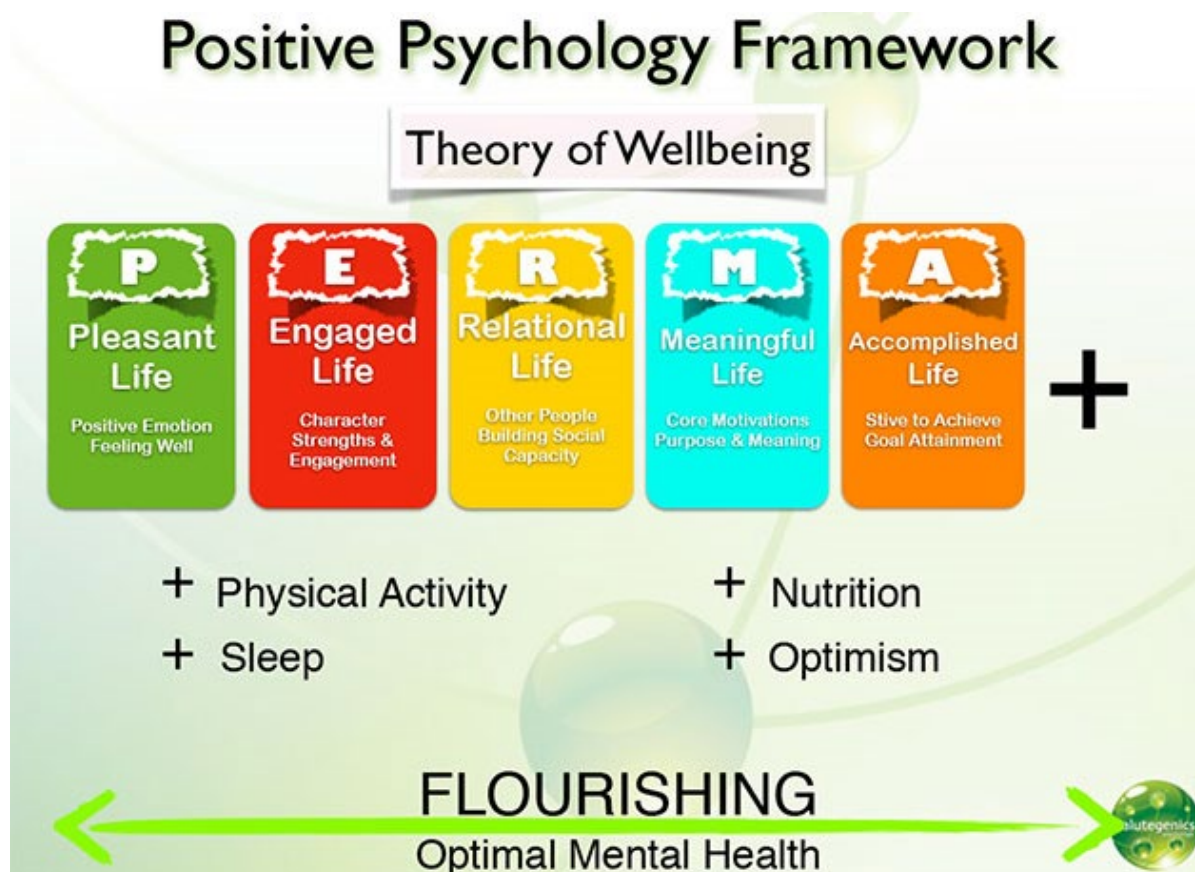 Positive Psychology Framework
Theory of Wellbeing
P
Pleasant
Life
Positive Emotion
Feeling Well
E
Engaged
Life
Character
Strengths &
Engagement
R
Relational
Life
Other People
Building Social
Capacity
M
Meaningful
Life
Core Motivations
Purpose & Meaning
A
Accomplished
Life
Stive to Achieve
Goal Attainment
+
+ Physical Activity
+ Sleep
+ Nutrition
+ Optimism
FLOURISHING
Optimal Mental Health